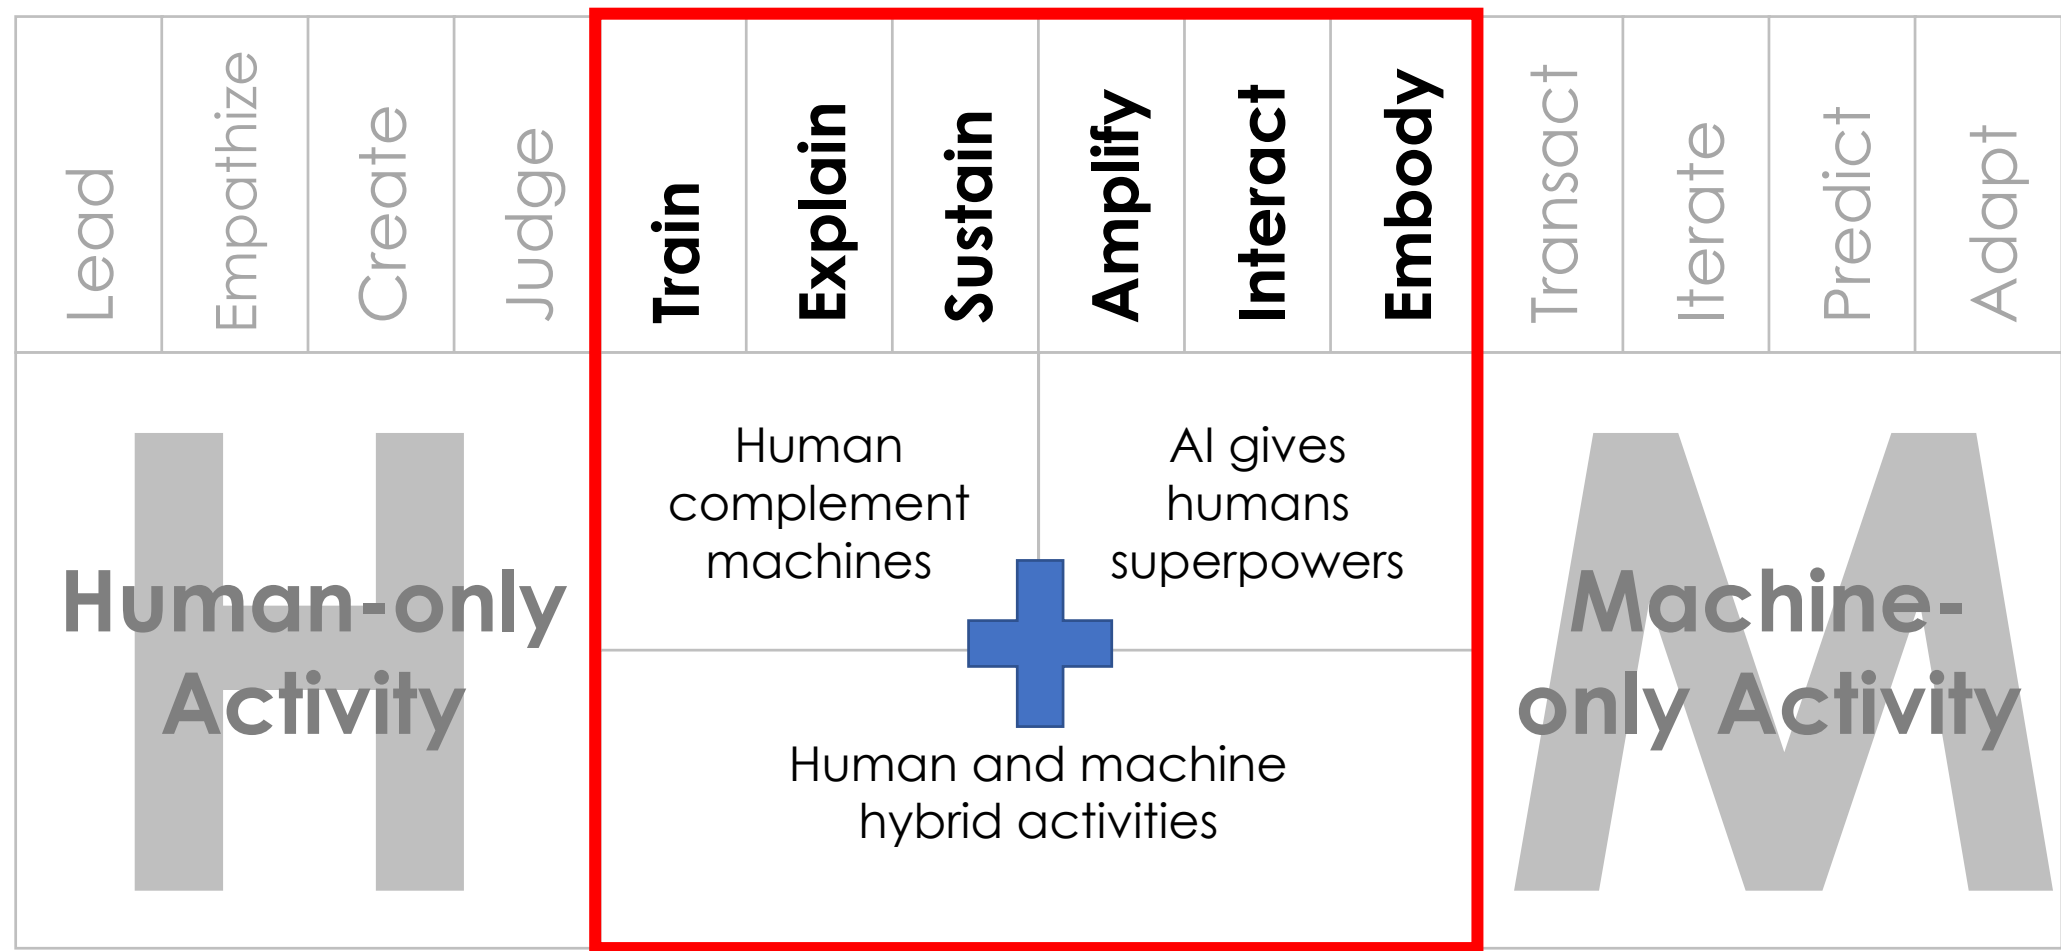 Lead
Empathize
Create
Judge
Train
Explain
Sustain
Amplify
Interact
Embody
Transact
Iterate
Predict
Adapt
H
Human-only
Activity
Human
complement
machines
AI gives
humans
superpowers
Human and machine
hybrid activities
M
Machine-
only Activity